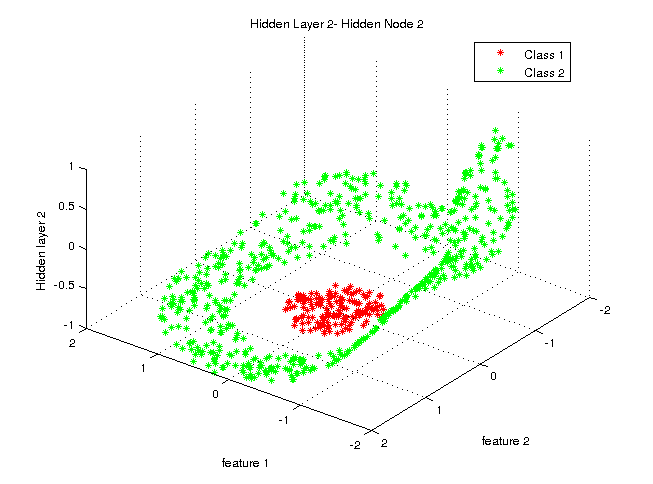 Hidden Layer 2- Hidden Node 2
Class 1
Class 2
1
0.5
0
-0.5
-1
Hidden layer 2
2
1
0
-1
-2
feature 1
2
1
0
-1
-2
feature 2